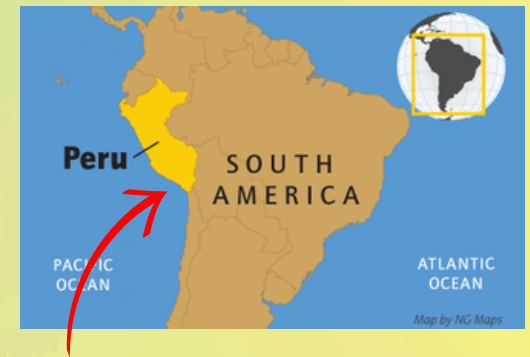 Peru
SOUTH
AMERICA
PACIFIC
OCEAN
ATLANTIC
OCEAN
Map by NG Maps